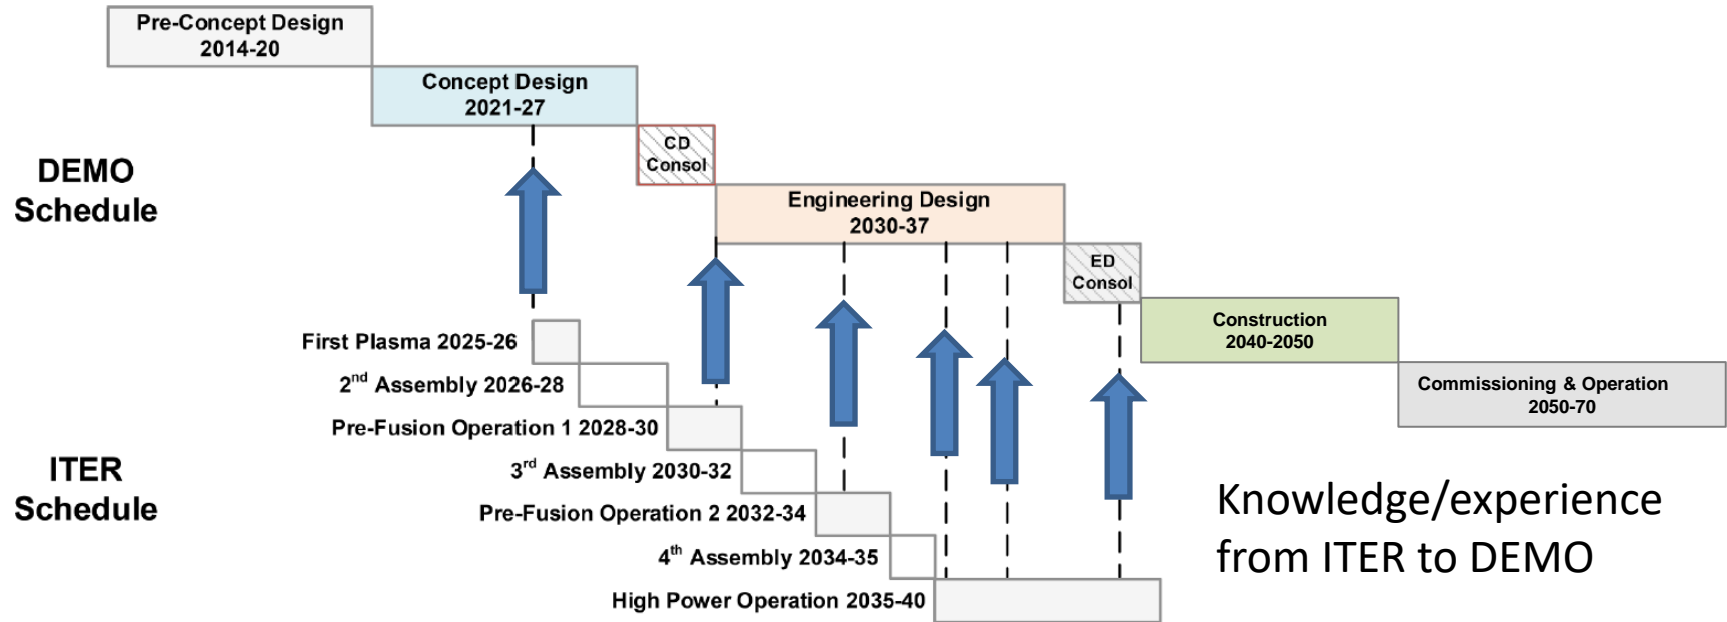 Pre-Concept Design
2014-20
Concept Design
2021-27
CD
Consol
DEMO
Schedule
Engineering Design
2030-37
ED
Consol
Construction
2040-2050
First Plasma 2025-26
2nd Assembly 2026-28
Commissioning & Operation
2050-70
Pre-Fusion Operation 1 2028-30
ITER
Schedule
3rd Assembly 2030-32
Pre-Fusion Operation 2 2032-34
4th Assembly 2034-35
High Power Operation 2035-40
Knowledge/experience
from ITER to DEMO